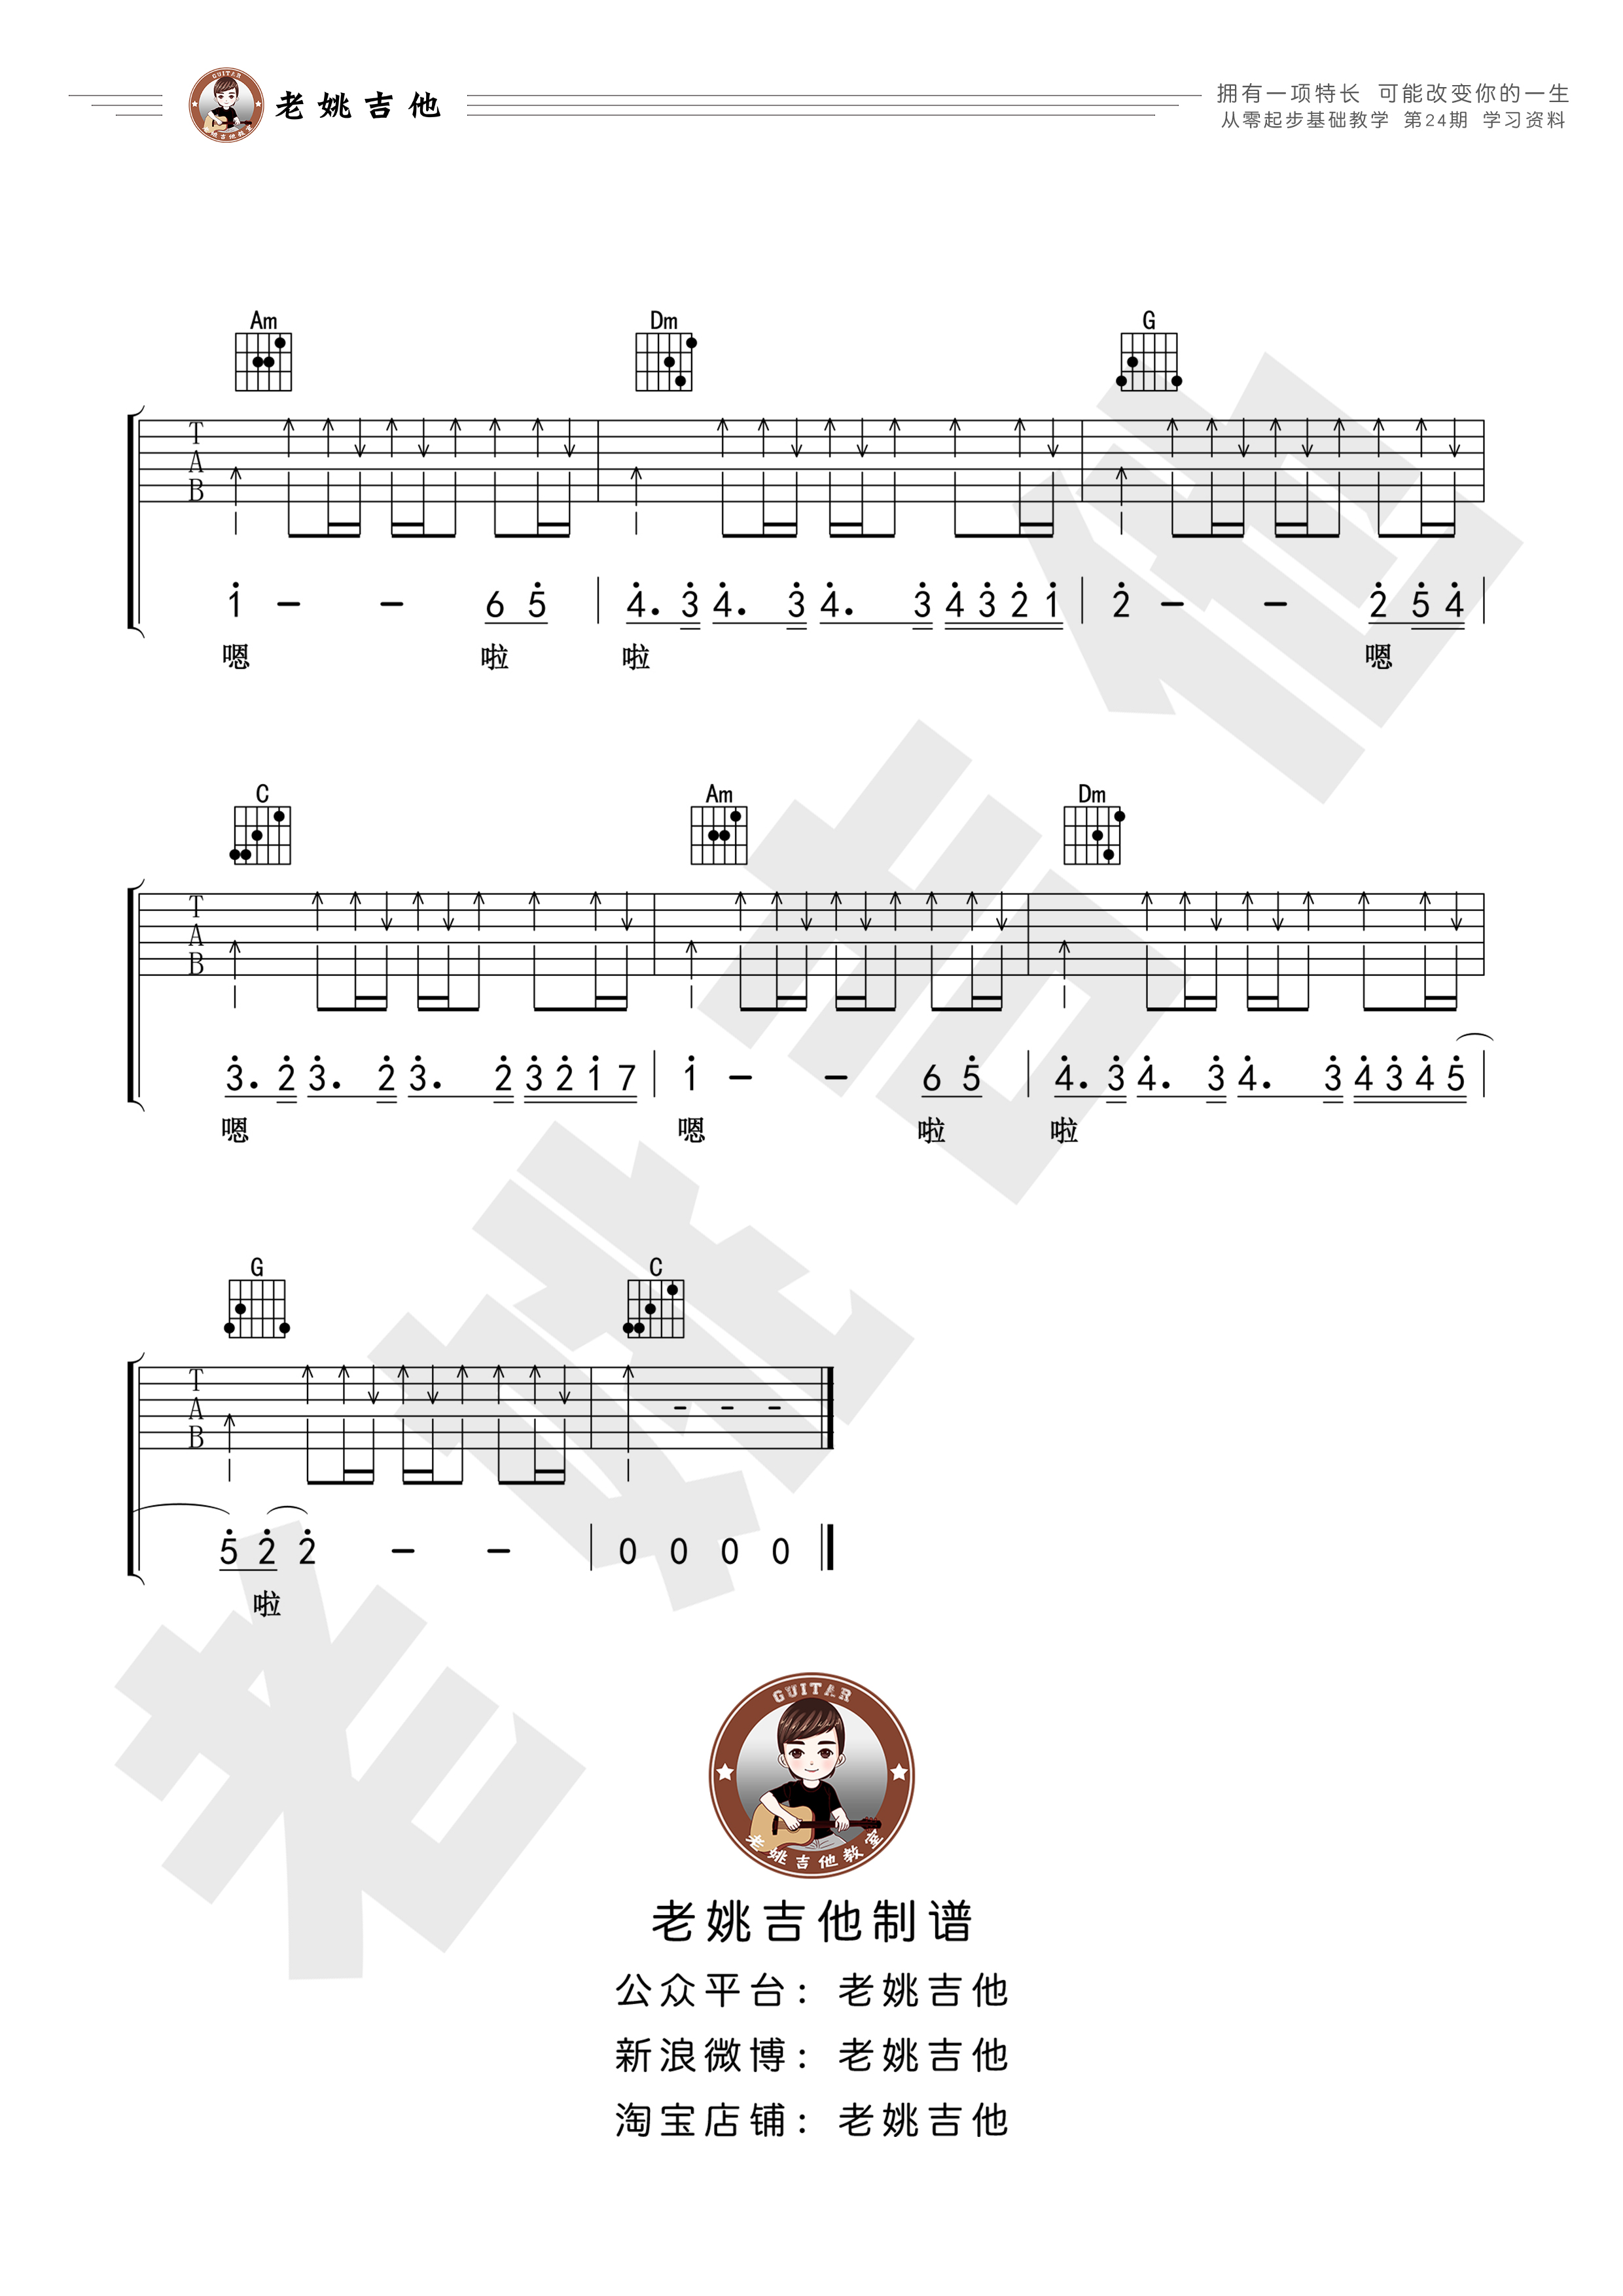 GUITAR
老姚吉他教室
老姚吉他
拥有一项特长 可能改变你的一生
从零起步基础教学 第24期 学习资料
Am Dm G
T
A
B
1̇ — — 6 5̇ | 4̇. 3̇ 4̇. 3̇ 4̇. 3̇ 4̇ 3̇ 2̇ 1̇ | 2̇ — — 2̇ 5̇ 4̇ |
嗯 啦 啦 嗯
C Am Dm
T
A
B
3̇. 2̇ 3̇. 2̇ 3̇. 2̇ 3̇ 2̇ 1̇ 7 | 1̇ — — 6 5̇ | 4̇. 3̇ 4̇. 3̇ 4̇. 3̇ 4̇ 3̇ 4̇ 5̇ |
嗯 嗯 啦 啦
G C
T
A
B
5̇ 2̇ 2̇ — — | 0 0 0 0
啦
老姚吉他
GUITAR
老姚吉他教室
老姚吉他制谱
公众平台：老姚吉他
新浪微博：老姚吉他
淘宝店铺：老姚吉他